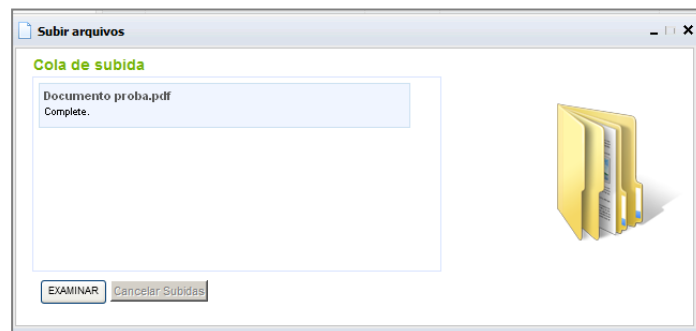 Subir arquivos
Cola de subida
Documento proba.pdf
Complete.
EXAMINAR
Cancelar Subidas